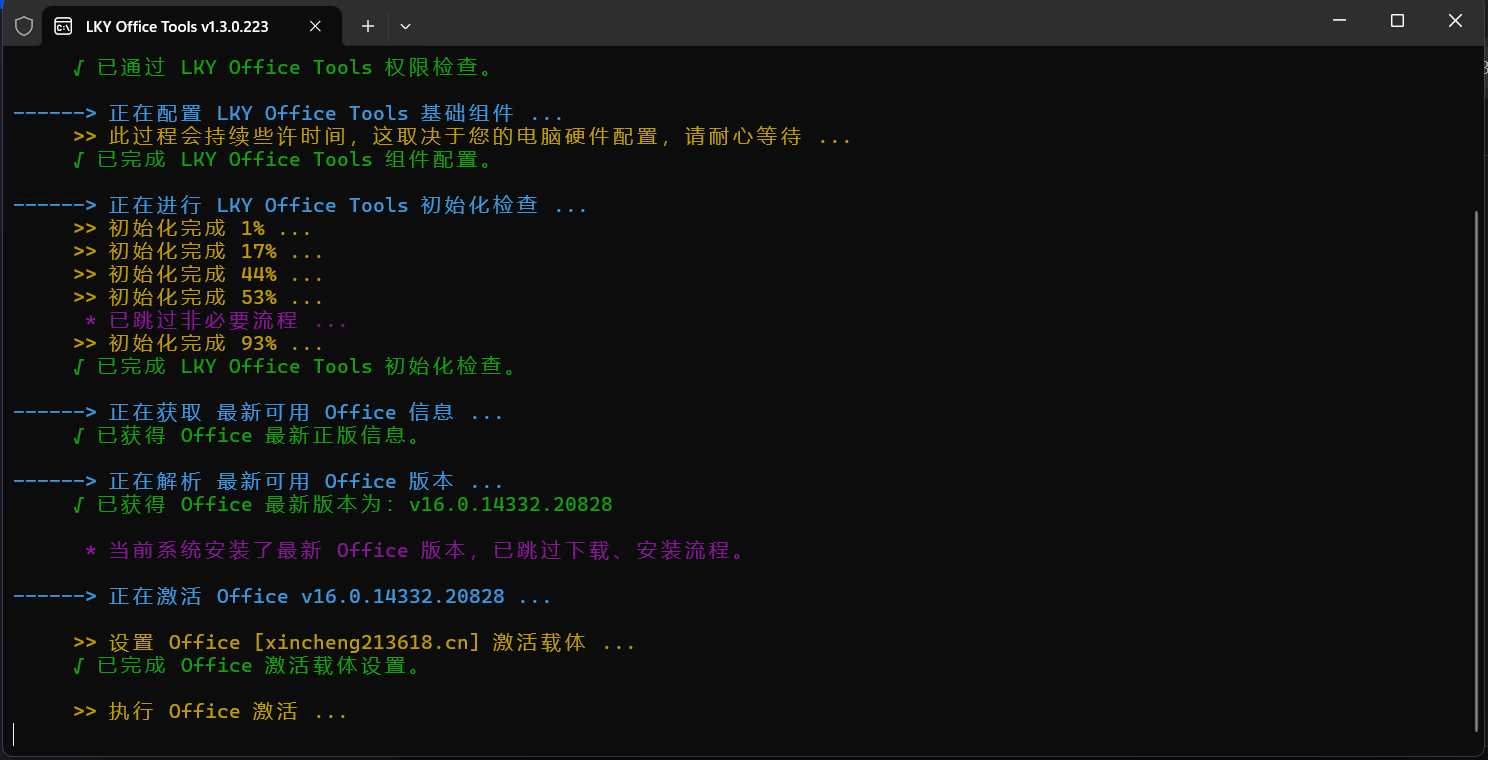 LKY Office Tools v1.3.0.223
√ 已通过 LKY Office Tools 权限检查。
------> 正在配置 LKY Office Tools 基础组件 ...
>> 此过程会持续些许时间，这取决于您的电脑硬件配置，请耐心等待 ...
√ 已完成 LKY Office Tools 组件配置。
------> 正在进行 LKY Office Tools 初始化检查 ...
>> 初始化完成 1% ...
>> 初始化完成 17% ...
>> 初始化完成 44% ...
>> 初始化完成 53% ...
* 已跳过非必要流程 ...
>> 初始化完成 93% ...
√ 已完成 LKY Office Tools 初始化检查。
------> 正在获取 最新可用 Office 信息 ...
√ 已获得 Office 最新正版信息。
------> 正在解析 最新可用 Office 版本 ...
√ 已获得 Office 最新版本为：v16.0.14332.20828
* 当前系统安装了最新 Office 版本，已跳过下载、安装流程。
------> 正在激活 Office v16.0.14332.20828 ...
>> 设置 Office [xincheng213618.cn] 激活载体 ...
√ 已完成 Office 激活载体设置。
>> 执行 Office 激活 ...